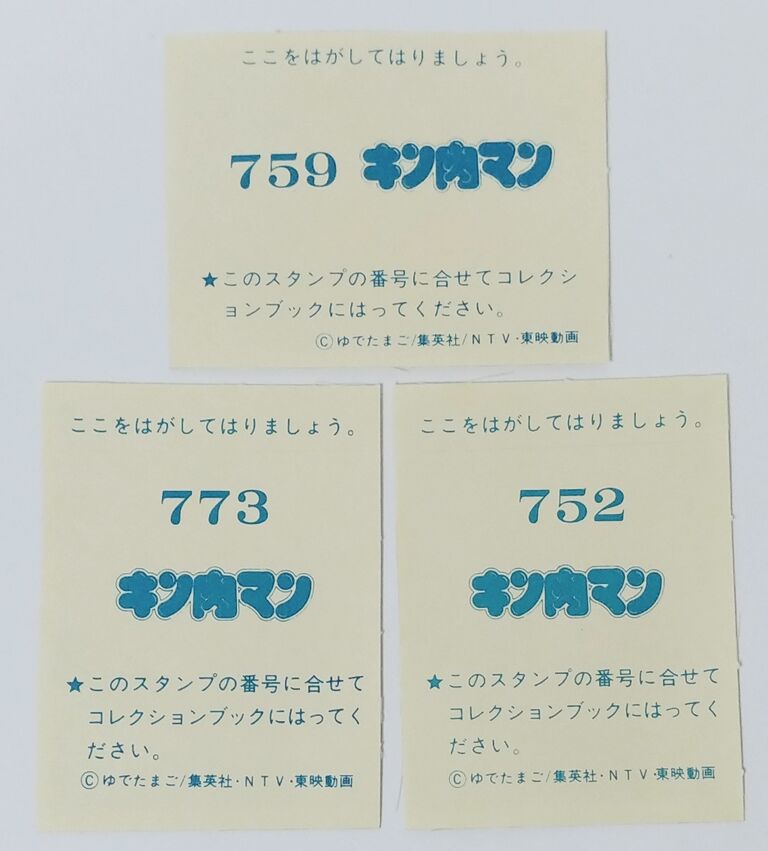 ここをはがしてはりましょう。
759 キン肉マン
★このスタンプの番号に合せてコレクシ
ョンブックにはってください。
Ⓒゆでたまご/集英社/NTV・東映動画
ここをはがしてはりましょう。
773
キン肉マン
★このスタンプの番号に合せて
コレクションブックにはってく
ださい。
Ⓒゆでたまご/集英社・NTV・東映動画
ここをはがしてはりましょう。
752
キン肉マン
★このスタンプの番号に合せて
コレクションブックにはってく
ださい。
Ⓒゆでたまご/集英社・NTV・東映動画